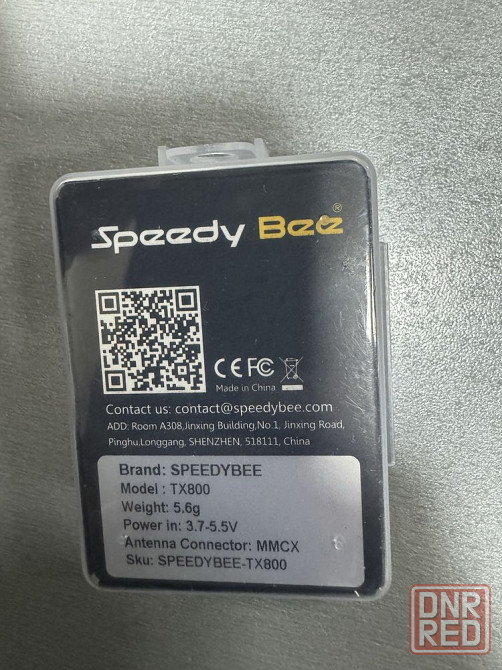 Speedy Bee®
CE FC
Made in China
Contact us: contact@speedybee.com
ADD: Room A308,Jinxing Building,No.1, Jinxing Road,
Pinghu,Longgang, SHENZHEN, 518111, China
Brand: SPEEDYBEE
Model : TX800
Weight: 5.6g
Power in: 3.7-5.5V
Antenna Connector: MMCX
Sku: SPEEDYBEE-TX800
DNR
RED